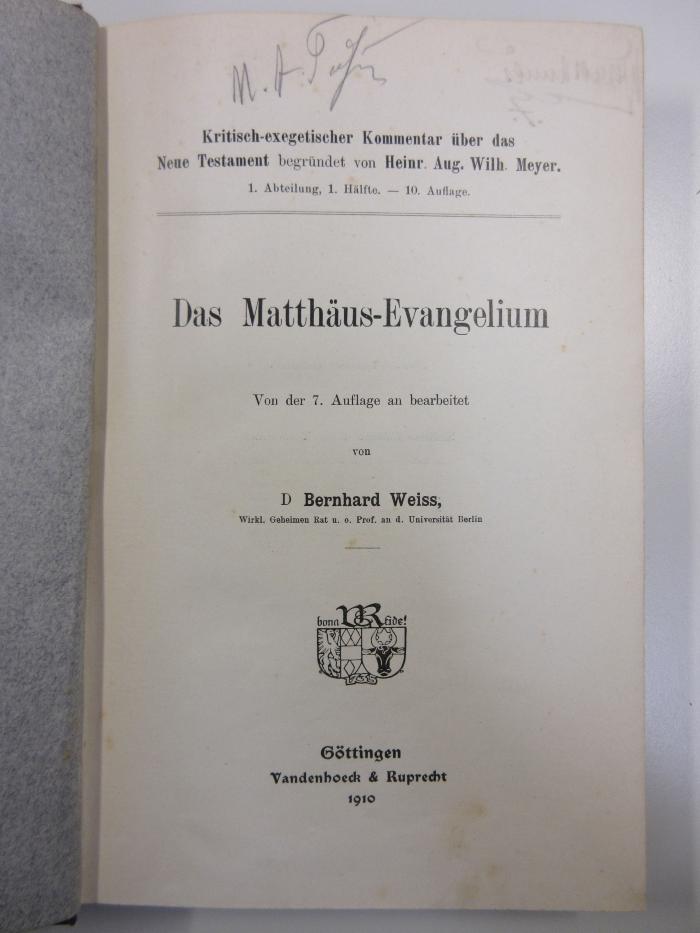 M. A.
Kritisch-exegetischer Kommentar über das
Neue Testament begründet von Heinr. Aug. Wilh. Meyer.
1. Abteilung, 1. Hälfte. — 10. Auflage.
Das Matthäus-Evangelium
Von der 7. Auflage an bearbeitet
von
D Bernhard Weiss,
Wirkl. Geheimen Rat u. o. Prof. an d. Universität Berlin
bona VR fide!
Göttingen
Vandenhoeck & Ruprecht
1910